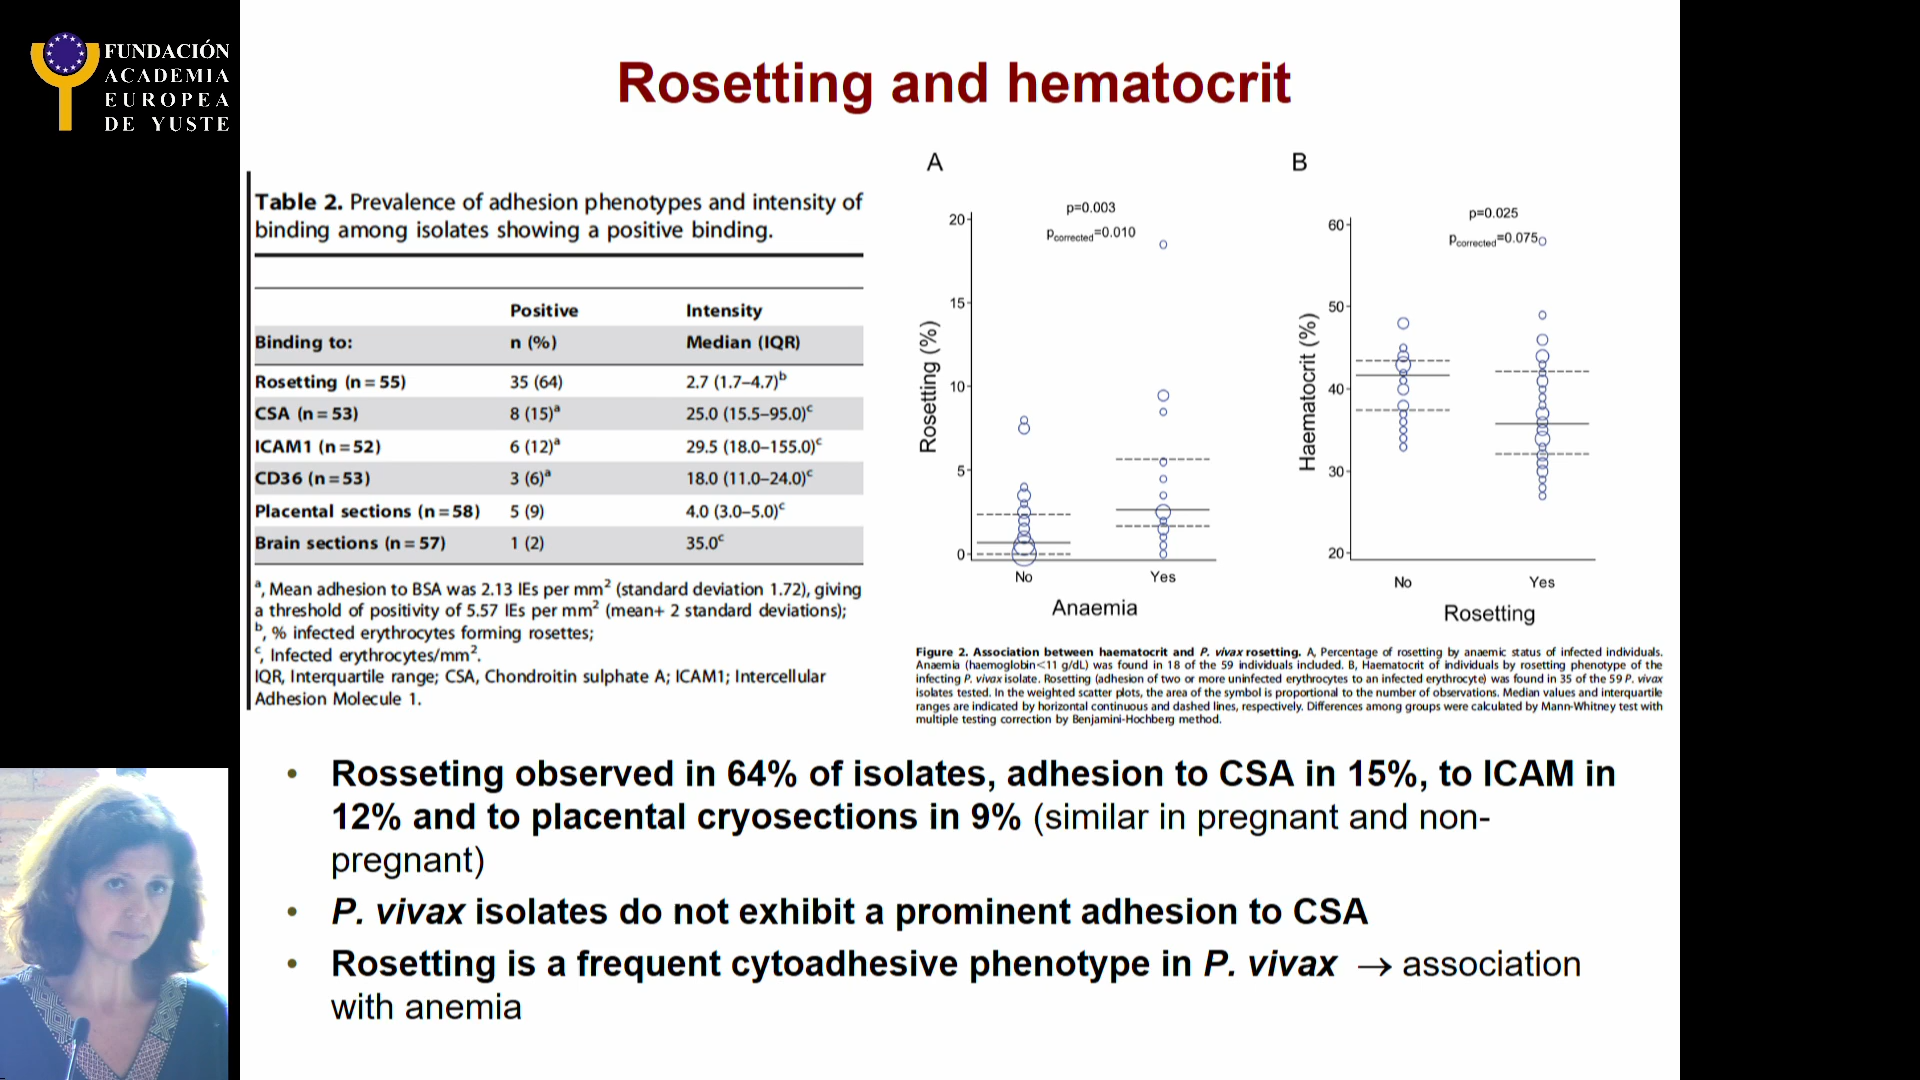 FUNDACIÓN
ACADEMIA
EUROPEA
DE YUSTE
Rosetting and hematocrit
Table 2. Prevalence of adhesion phenotypes and intensity of
binding among isolates showing a positive binding.
Positive Intensity
Binding to: n (%) Median (IQR)
Rosetting (n = 55) 35 (64) 2.7 (1.7–4.7)b
CSA (n = 53) 8 (15)a 25.0 (15.5–95.0)c
ICAM1 (n = 52) 6 (12)a 29.5 (18.0–155.0)c
CD36 (n = 53) 3 (6)a 18.0 (11.0–24.0)c
Placental sections (n = 58) 5 (9) 4.0 (3.0–5.0)c
Brain sections (n = 57) 1 (2) 35.0c
a, Mean adhesion to BSA was 2.13 IEs per mm2 (standard deviation 1.72), giving
a threshold of positivity of 5.57 IEs per mm2 (mean+ 2 standard deviations);
b, % infected erythrocytes forming rosettes;
c, Infected erythrocytes/mm2.
IQR, Interquartile range; CSA, Chondroitin sulphate A; ICAM1; Intercellular
Adhesion Molecule 1.
A
p=0.003
pcorrected=0.010
20
15
10
5
0
Rosetting (%)
No Yes
Anaemia
B
p=0.025
pcorrected=0.075
60
50
40
30
20
Haematocrit (%)
No Yes
Rosetting
Figure 2. Association between haematocrit and P. vivax rosetting. A, Percentage of rosetting by anaemic status of infected individuals.
Anaemia (haemoglobin<11 g/dL) was found in 18 of the 59 individuals included. B, Haematocrit of individuals by rosetting phenotype of the
infecting P. vivax isolate. Rosetting (adhesion of two or more uninfected erythrocytes to an infected erythrocyte) was found in 35 of the 59 P. vivax
isolates tested. In the weighted scatter plots, the area of the symbol is proportional to the number of observations. Median values and interquartile
ranges are indicated by horizontal continuous and dashed lines, respectively. Differences among groups were calculated by Mann-Whitney test with
multiple testing correction by Benjamini-Hochberg method.
• Rosseting observed in 64% of isolates, adhesion to CSA in 15%, to ICAM in
12% and to placental cryosections in 9% (similar in pregnant and non-
pregnant)
• P. vivax isolates do not exhibit a prominent adhesion to CSA
• Rosetting is a frequent cytoadhesive phenotype in P. vivax → association
with anemia